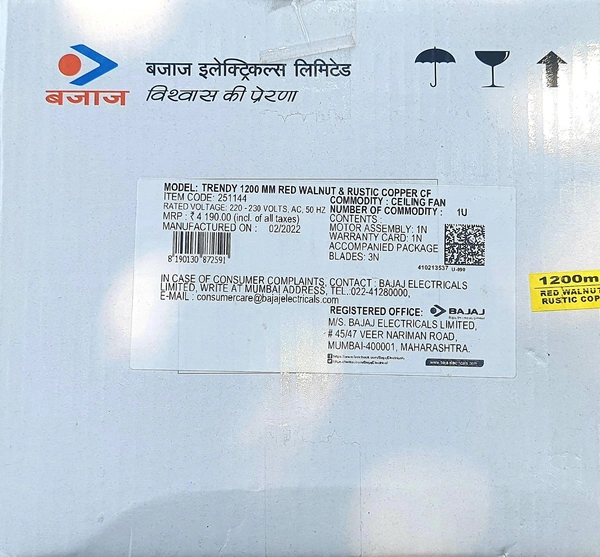 बजाज
बजाज इलेक्ट्रिकल्स लिमिटेड
विश्वास की प्रेरणा
MODEL: TRENDY 1200 MM RED WALNUT & RUSTIC COPPER CF
ITEM CODE: 251144
RATED VOLTAGE: 220 - 230 VOLTS, AC, 50 HZ
MRP : ₹ 4 190.00 (incl. of all taxes)
MANUFACTURED ON : 02/2022
8 190130 872591
COMMODITY : CEILING FAN
NUMBER OF COMMODITY : 1U
CONTENTS :
MOTOR ASSEMBLY: 1N
WARRANTY CARD: 1N
ACCOMPANIED PACKAGE
BLADES: 3N
410213537 U-899
IN CASE OF CONSUMER COMPLAINTS, CONTACT : BAJAJ ELECTRICALS
LIMITED, WRITE AT MUMBAI ADDRESS, TEL.:022-41280000,
E-MAIL : consumercare@bajajelectricals.com
REGISTERED OFFICE: BAJAJ
M/S. BAJAJ ELECTRICALS LIMITED,
# 45/47 VEER NARIMAN ROAD,
MUMBAI-400001, MAHARASHTRA.
www.bajajelectricals.com
1200m
RED WALNUT
RUSTIC COP